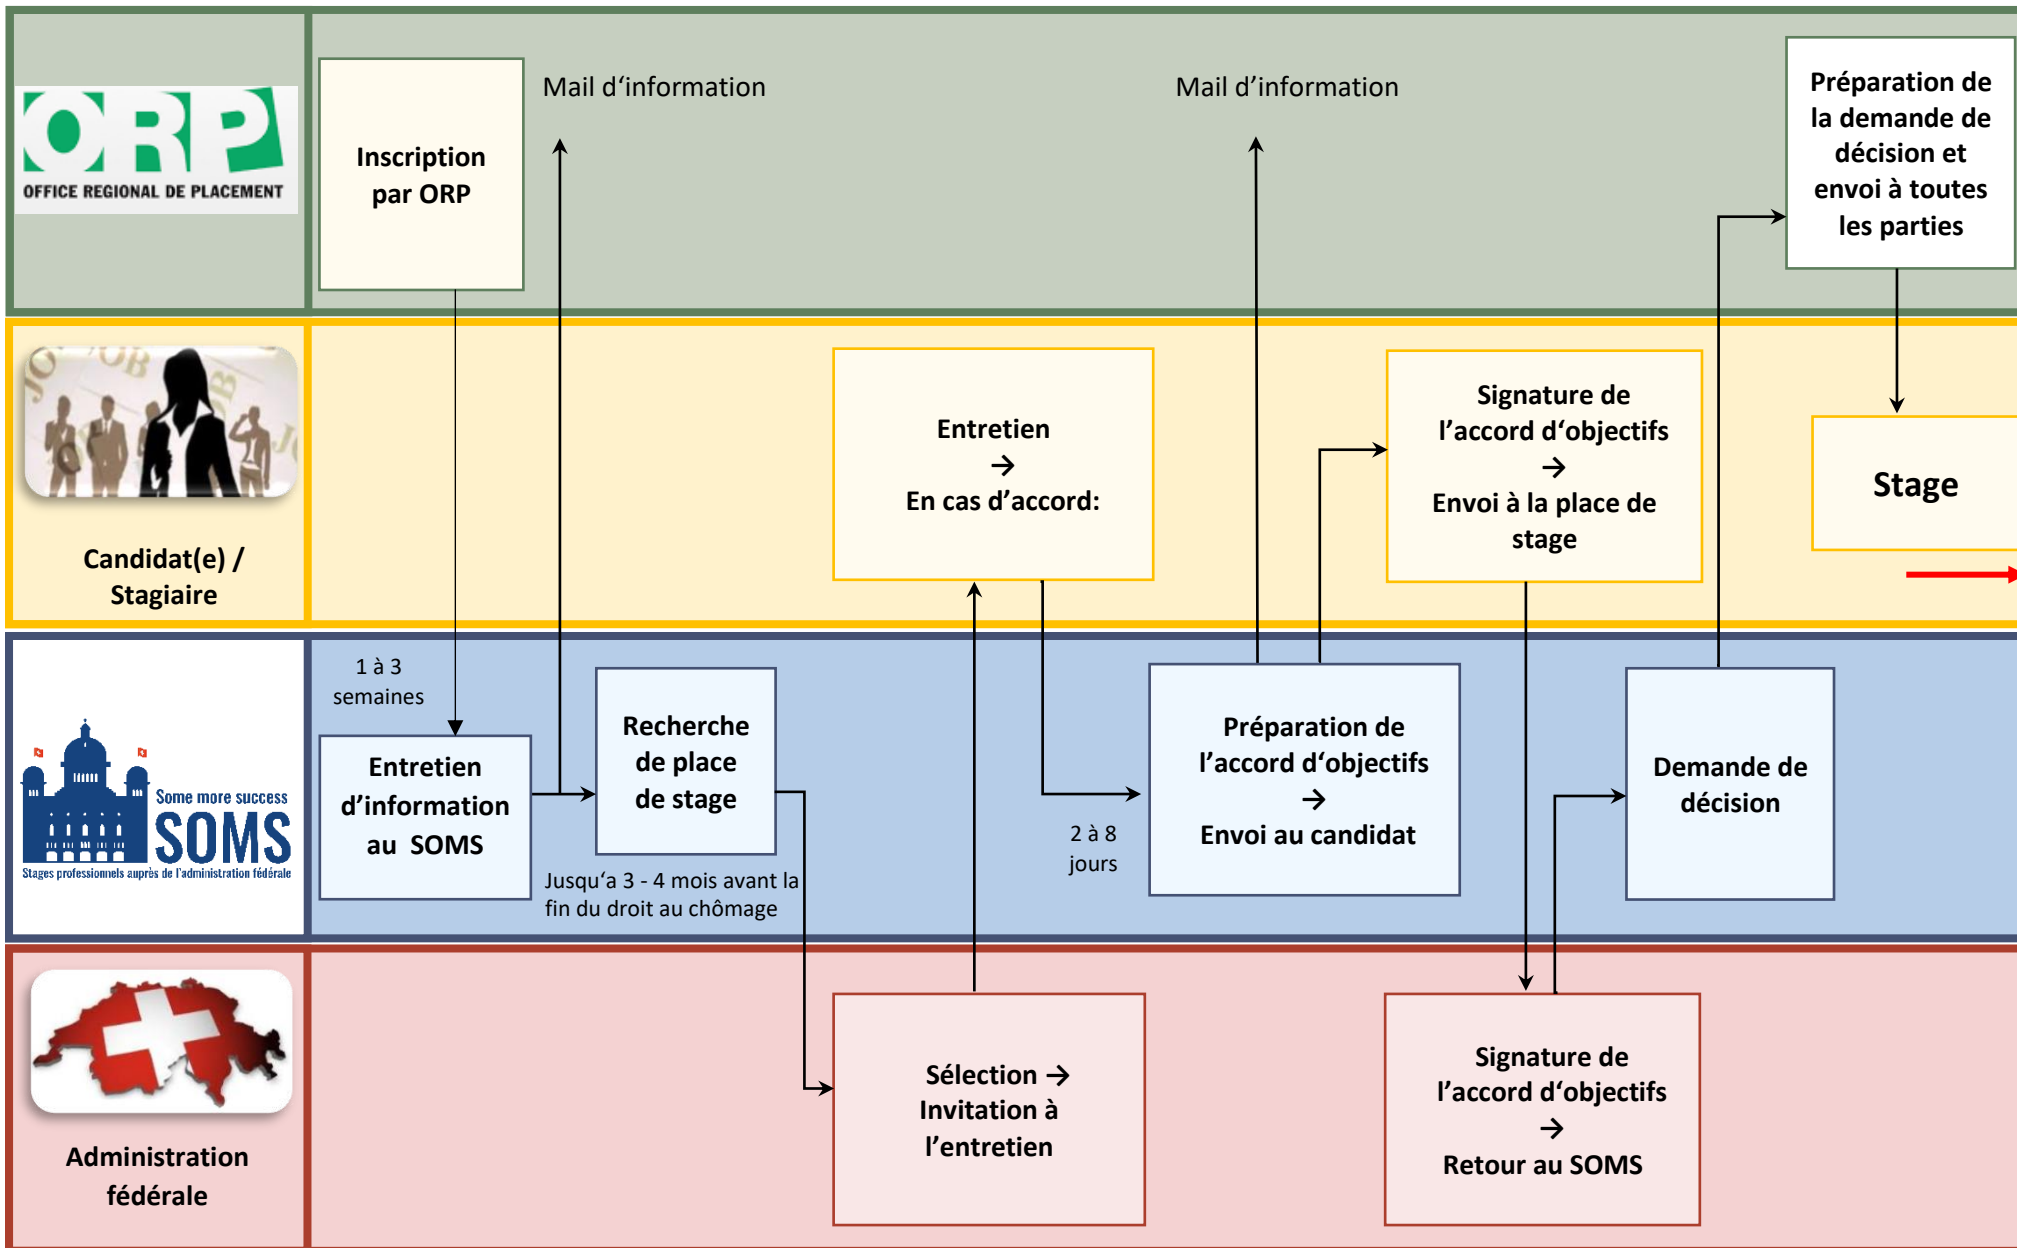 ORP
OFFICE REGIONAL DE PLACEMENT
Inscription
par ORP
Mail d‘information
Mail d’information
Préparation de
la demande de
décision et
envoi à toutes
les parties
JOB
Candidat(e) /
Stagiaire
Entretien
→
En cas d’accord:
Signature de
l’accord d‘objectifs
→
Envoi à la place de
stage
Stage
Some more success
SOMS
Stages professionnels auprès de l'administration fédérale
1 à 3
semaines
Entretien
d’information
au SOMS
Recherche
de place
de stage
Jusqu‘a 3 - 4 mois avant la
fin du droit au chômage
2 à 8
jours
Préparation de
l’accord d‘objectifs
→
Envoi au candidat
Demande de
décision
Administration
fédérale
Sélection →
Invitation à
l’entretien
Signature de
l’accord d‘objectifs
→
Retour au SOMS